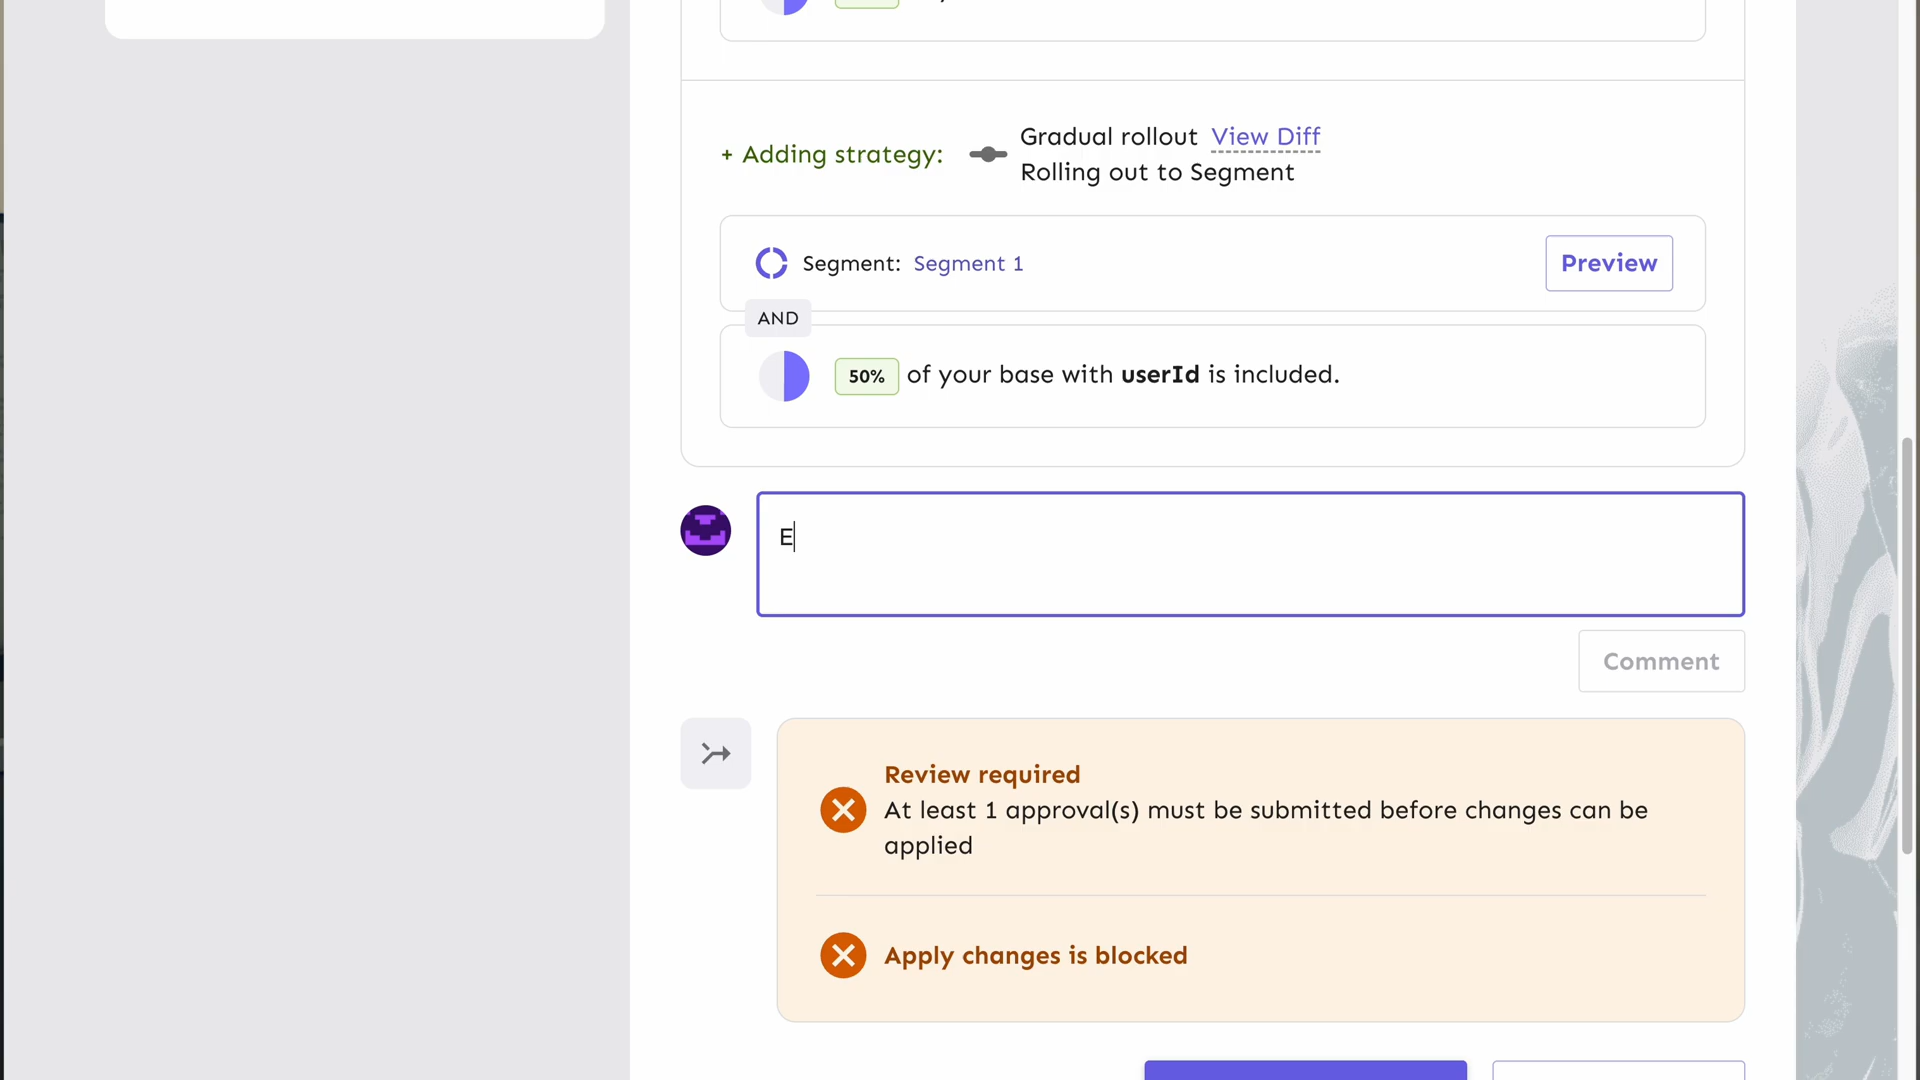 + Adding strategy:
Gradual rollout View Diff
Rolling out to Segment
Segment: Segment 1
Preview
AND
50% of your base with userId is included.
E
Comment
Review required
At least 1 approval(s) must be submitted before changes can be
applied
Apply changes is blocked